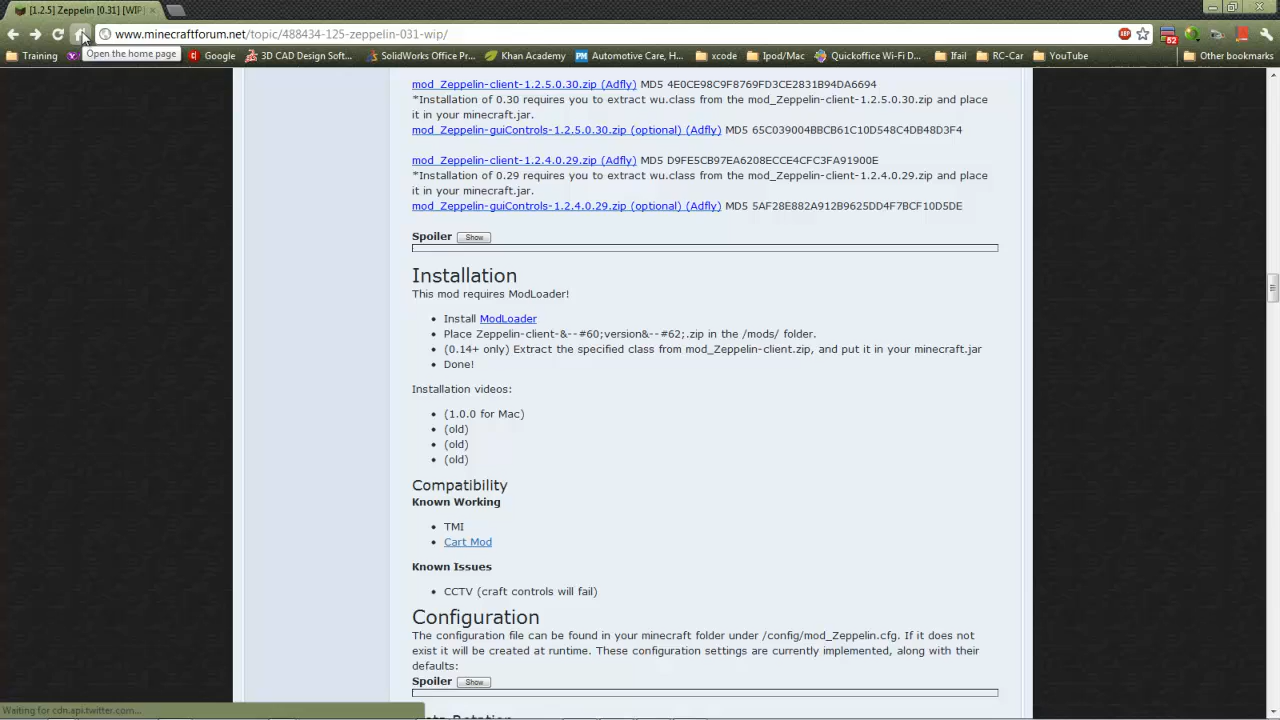 [1.2.5] Zeppelin [0.31] [WIP]
www.minecraftforum.net/topic/488434-125-zeppelin-031-wip/
Open the home page
Training
Google
3D CAD Design Soft...
SolidWorks Office Pro...
Khan Academy
Automotive Care, H...
xcode
Ipod/Mac
Quickoffice Wi-Fi D...
Ifail
RC-Car
YouTube
Other bookmarks
mod_Zeppelin-client-1.2.5.0.30.zip (Adfly) MD5 4E0CE98C9F8769FD3CE2831B94DA6694
*Installation of 0.30 requires you to extract wu.class from the mod_Zeppelin-client-1.2.5.0.30.zip and place
it in your minecraft.jar.
mod_Zeppelin-guiControls-1.2.5.0.30.zip (optional) (Adfly) MD5 65C039004BBCB61C10D548C4DB48D3F4
mod_Zeppelin-client-1.2.4.0.29.zip (Adfly) MD5 D9FE5CB97EA6208ECCE4CFC3FA91900E
*Installation of 0.29 requires you to extract wu.class from the mod_Zeppelin-client-1.2.4.0.29.zip and place
it in your minecraft.jar.
mod_Zeppelin-guiControls-1.2.4.0.29.zip (optional) (Adfly) MD5 5AF28E882A912B9625DD4F7BCF10D5DE
Spoiler Show
Installation
This mod requires ModLoader!
• Install ModLoader
• Place Zeppelin-client-&--#60;version&--#62;.zip in the /mods/ folder.
• (0.14+ only) Extract the specified class from mod_Zeppelin-client.zip, and put it in your minecraft.jar
• Done!
Installation videos:
• (1.0.0 for Mac)
• (old)
• (old)
• (old)
Compatibility
Known Working
• TMI
• Cart Mod
Known Issues
• CCTV (craft controls will fail)
Configuration
The configuration file can be found in your minecraft folder under /config/mod_Zeppelin.cfg. If it does not
exist it will be created at runtime. These configuration settings are currently implemented, along with their
defaults:
Spoiler Show
Waiting for cdn.api.twitter.com...